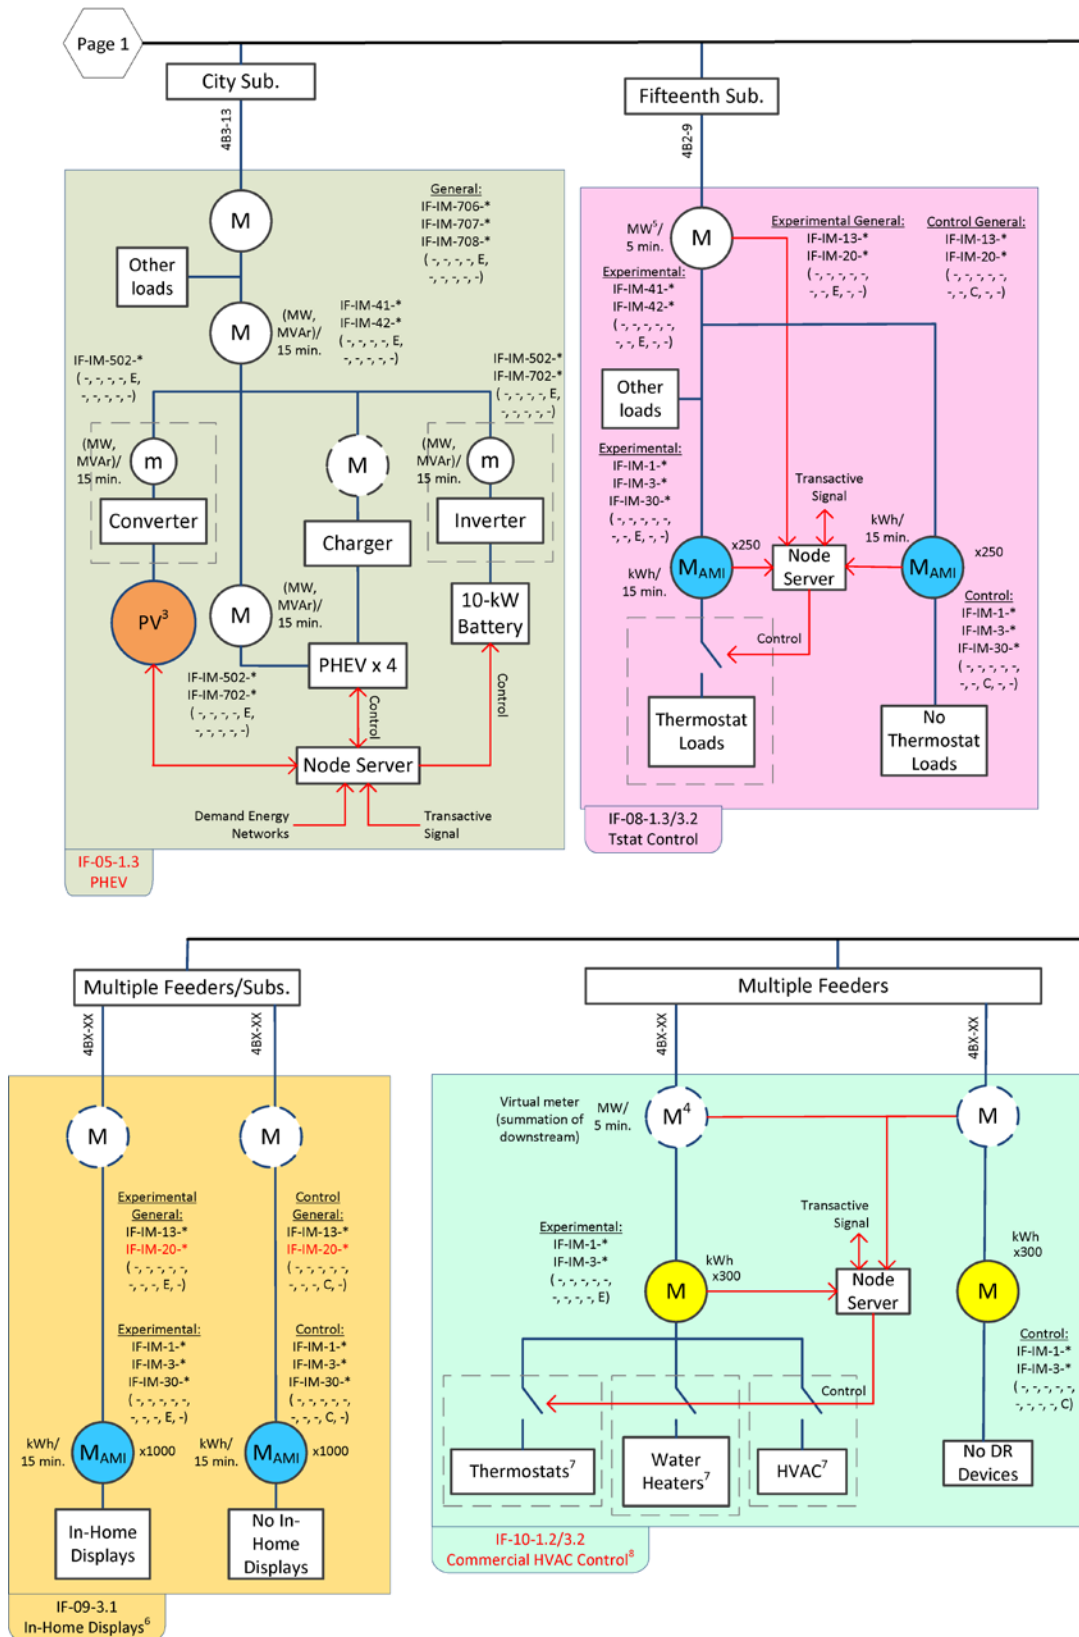 Page 1
City Sub.
4B3-13
M
General:
IF-IM-706-*
IF-IM-707-*
IF-IM-708-*
( -, -, -, -, E,
-, -, -, -, -)
Other
loads
M
(MW,
MVAr)/
15 min.
IF-IM-41-*
IF-IM-42-*
( -, -, -, -, E,
-, -, -, -, -)
IF-IM-502-*
( -, -, -, -, E,
-, -, -, -, -)
IF-IM-502-*
IF-IM-702-*
( -, -, -, -, E,
-, -, -, -, -)
(MW,
MVAr)/
15 min.
m
Converter
M
Charger
(MW,
MVAr)/
15 min.
m
Inverter
PV3
M
(MW,
MVAr)/
15 min.
PHEV x 4
10-kW
Battery
IF-IM-502-*
IF-IM-702-*
( -, -, -, -, E,
-, -, -, -, -)
Control
Control
Node Server
Demand Energy
Networks
Transactive
Signal
IF-05-1.3
PHEV
Fifteenth Sub.
4B2-9
MW5/
5 min.
M
Experimental General:
IF-IM-13-*
IF-IM-20-*
( -, -, -, -, -,
-, -, E, -, -)
Control General:
IF-IM-13-*
IF-IM-20-*
( -, -, -, -, -,
-, -, C, -, -)
Experimental:
IF-IM-41-*
IF-IM-42-*
( -, -, -, -, -,
-, -, E, -, -)
Other
loads
Experimental:
IF-IM-1-*
IF-IM-3-*
IF-IM-30-*
( -, -, -, -, -,
-, -, E, -, -)
Transactive
Signal
kWh/
15 min.
MAMI
x250
Node
Server
kWh/
15 min.
MAMI
x250
Control:
IF-IM-1-*
IF-IM-3-*
IF-IM-30-*
( -, -, -, -, -,
-, -, C, -, -)
Control
Thermostat
Loads
No
Thermostat
Loads
IF-08-1.3/3.2
Tstat Control
Multiple Feeders/Subs.
4BX-XX
4BX-XX
M
M
Experimental
General:
IF-IM-13-*
IF-IM-20-*
( -, -, -, -, -,
-, -, -, E, -)
Control
General:
IF-IM-13-*
IF-IM-20-*
( -, -, -, -, -,
-, -, -, C, -)
Experimental:
IF-IM-1-*
IF-IM-3-*
IF-IM-30-*
( -, -, -, -, -,
-, -, -, E, -)
Control:
IF-IM-1-*
IF-IM-3-*
IF-IM-30-*
( -, -, -, -, -,
-, -, -, C, -)
kWh/
15 min.
MAMI
x1000
kWh/
15 min.
MAMI
x1000
In-Home
Displays
No In-
Home
Displays
IF-09-3.1
In-Home Displays6
Multiple Feeders
4BX-XX
4BX-XX
Virtual meter
(summation of
downstream)
MW/
5 min.
M4
M
Transactive
Signal
Experimental:
IF-IM-1-*
IF-IM-3-*
( -, -, -, -, -,
-, -, -, -, E)
kWh
x300
M
Node
Server
kWh
x300
M
Control:
IF-IM-1-*
IF-IM-3-*
( -, -, -, -, -,
-, -, -, -, C)
Control
Thermostats7
Water
Heaters7
HVAC7
No DR
Devices
IF-10-1.2/3.2
Commercial HVAC Control8